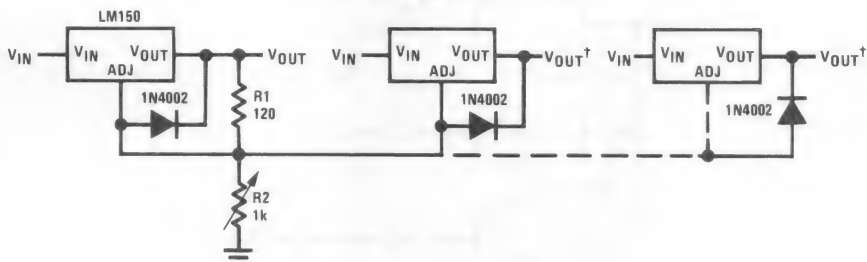 LM150
VIN
VIN
VOUT
ADJ
VOUT
1N4002
R1
120
R2
1k
VIN
VIN
VOUT
ADJ
VOUT†
1N4002
VIN
VIN
VOUT
ADJ
VOUT†
1N4002